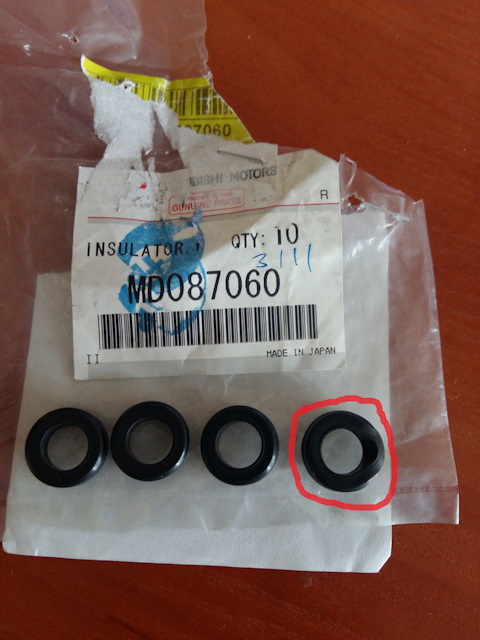 87060
BISHI MOTORS
GENUINE PARTS
R
INSULATOR, QTY: 10
3111
MD087060
II MADE IN JAPAN